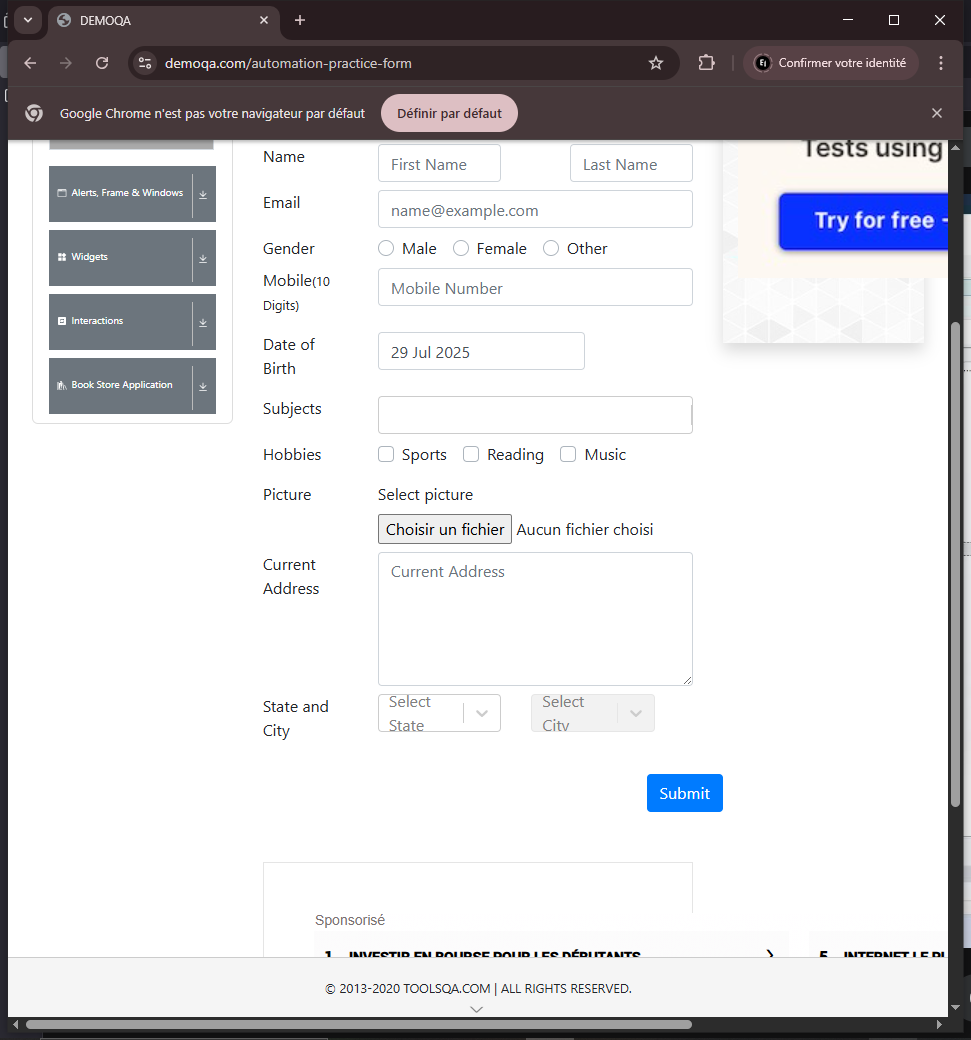 DEMOQA
demoqa.com/automation-practice-form
Confirmer votre identité
Google Chrome n'est pas votre navigateur par défaut
Définir par défaut
Alerts, Frame & Windows
Widgets
Interactions
Book Store Application
Name
First Name
Last Name
Email
name@example.com
Gender
Male
Female
Other
Mobile(10
Digits)
Mobile Number
Date of
Birth
29 Jul 2025
Subjects
Hobbies
Sports
Reading
Music
Picture
Select picture
Choisir un fichier
Aucun fichier choisi
Current
Address
Current Address
State and
City
Select
State
Select
City
Submit
Tests using
Try for free
Sponsorisé
1. INVESTIR EN BOURSE POUR LES DÉBUTANTS
5. INTERNET LE
© 2013-2020 TOOLSQA.COM | ALL RIGHTS RESERVED.